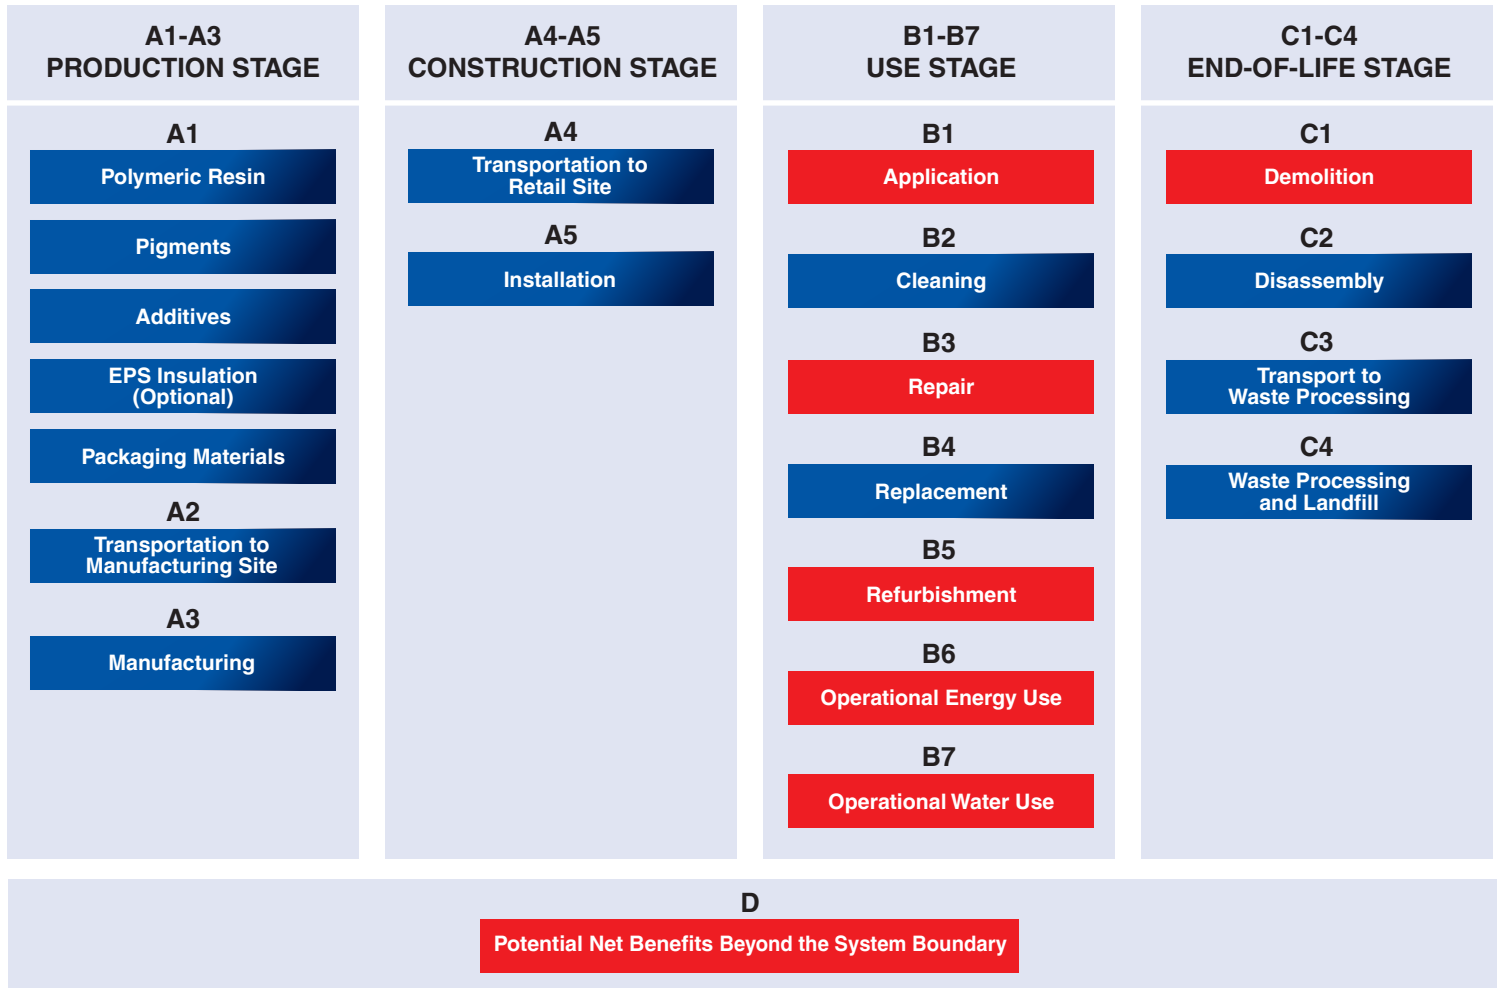 A1-A3
PRODUCTION STAGE
A1
Polymeric Resin
Pigments
Additives
EPS Insulation
(Optional)
Packaging Materials
A2
Transportation to
Manufacturing Site
A3
Manufacturing
A4-A5
CONSTRUCTION STAGE
A4
Transportation to
Retail Site
A5
Installation
B1-B7
USE STAGE
B1
Application
B2
Cleaning
B3
Repair
B4
Replacement
B5
Refurbishment
B6
Operational Energy Use
B7
Operational Water Use
C1-C4
END-OF-LIFE STAGE
C1
Demolition
C2
Disassembly
C3
Transport to
Waste Processing
C4
Waste Processing
and Landfill
D
Potential Net Benefits Beyond the System Boundary